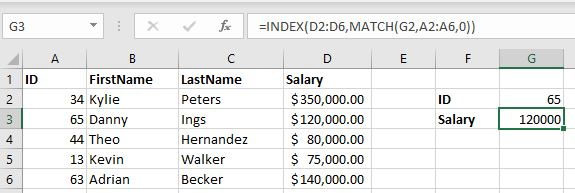 G3 fx =INDEX(D2:D6,MATCH(G2,A2:A6,0))
A B C D E F G
1 ID FirstName LastName Salary
2 34 Kylie Peters $350,000.00 ID 65
3 65 Danny Ings $120,000.00 Salary 120000
4 44 Theo Hernandez $ 80,000.00
5 13 Kevin Walker $ 75,000.00
6 63 Adrian Becker $140,000.00